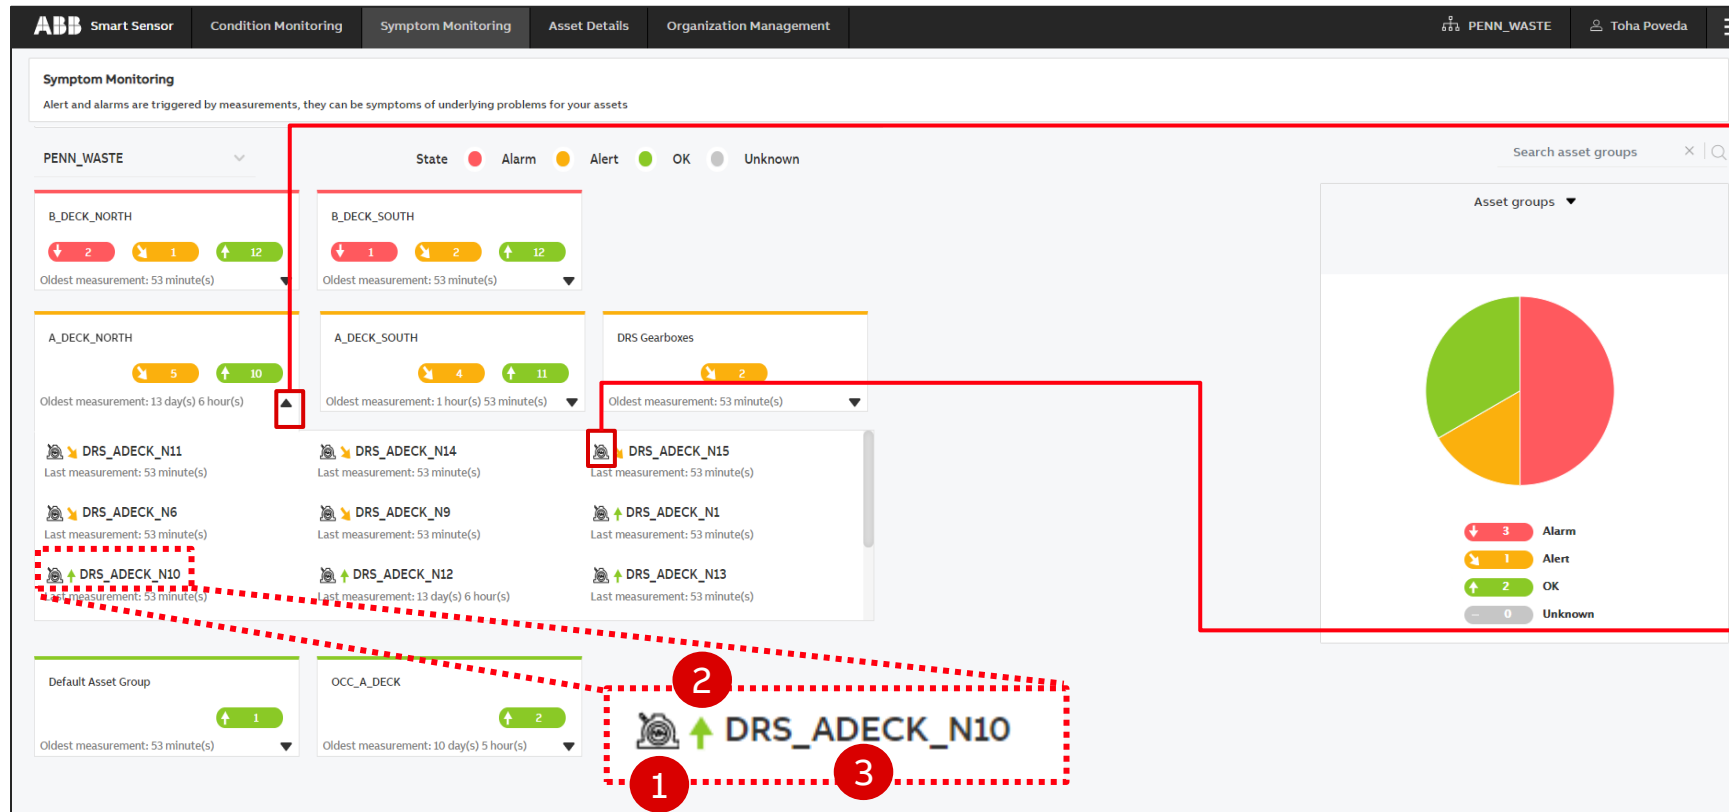 ABB Smart Sensor Condition Monitoring Symptom Monitoring Asset Details Organization Management PENN_WASTE Toha Poveda
Symptom Monitoring
Alert and alarms are triggered by measurements, they can be symptoms of underlying problems for your assets
PENN_WASTE State Alarm Alert OK Unknown Search asset groups
Asset groups
B_DECK_NORTH B_DECK_SOUTH
2 1 12 1 2 12
Oldest measurement: 53 minute(s) Oldest measurement: 53 minute(s)
A_DECK_NORTH A_DECK_SOUTH DRS Gearboxes
5 10 4 11 2
Oldest measurement: 13 day(s) 6 hour(s) Oldest measurement: 1 hour(s) 53 minute(s) Oldest measurement: 53 minute(s)
DRS_ADECK_N11 DRS_ADECK_N14 DRS_ADECK_N15
Last measurement: 53 minute(s) Last measurement: 53 minute(s) Last measurement: 53 minute(s)
DRS_ADECK_N6 DRS_ADECK_N9 DRS_ADECK_N1
Last measurement: 53 minute(s) Last measurement: 53 minute(s) Last measurement: 53 minute(s)
DRS_ADECK_N10 DRS_ADECK_N12 DRS_ADECK_N13
Last measurement: 53 minute(s) Last measurement: 13 day(s) 6 hour(s) Last measurement: 53 minute(s)
3 Alarm
1 Alert
2 OK
0 Unknown
Default Asset Group OCC_A_DECK
1 2
Oldest measurement: 53 minute(s) Oldest measurement: 10 day(s) 5 hour(s)
2
DRS_ADECK_N10
1 3